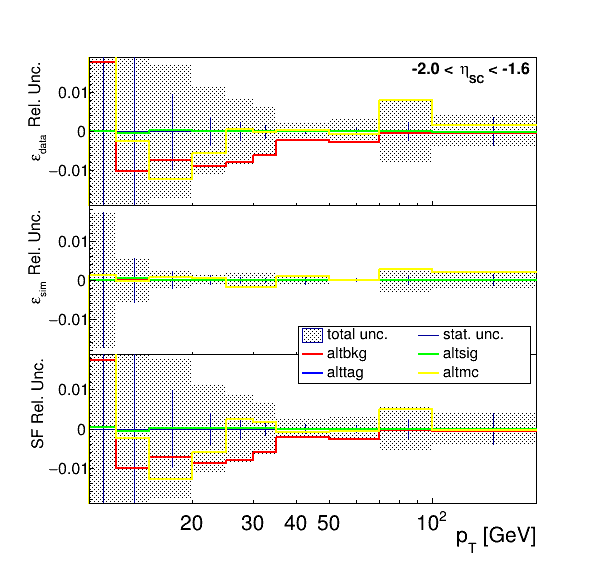 -2.0 < ηSC < -1.6
εdata Rel. Unc.
0.01
0
−0.01
εsim Rel. Unc.
0.01
0
−0.01
total unc. stat. unc.
altbkg altsig
alttag altmc
SF Rel. Unc.
0.01
0
−0.01
20 30 40 50 10²
pT [GeV]